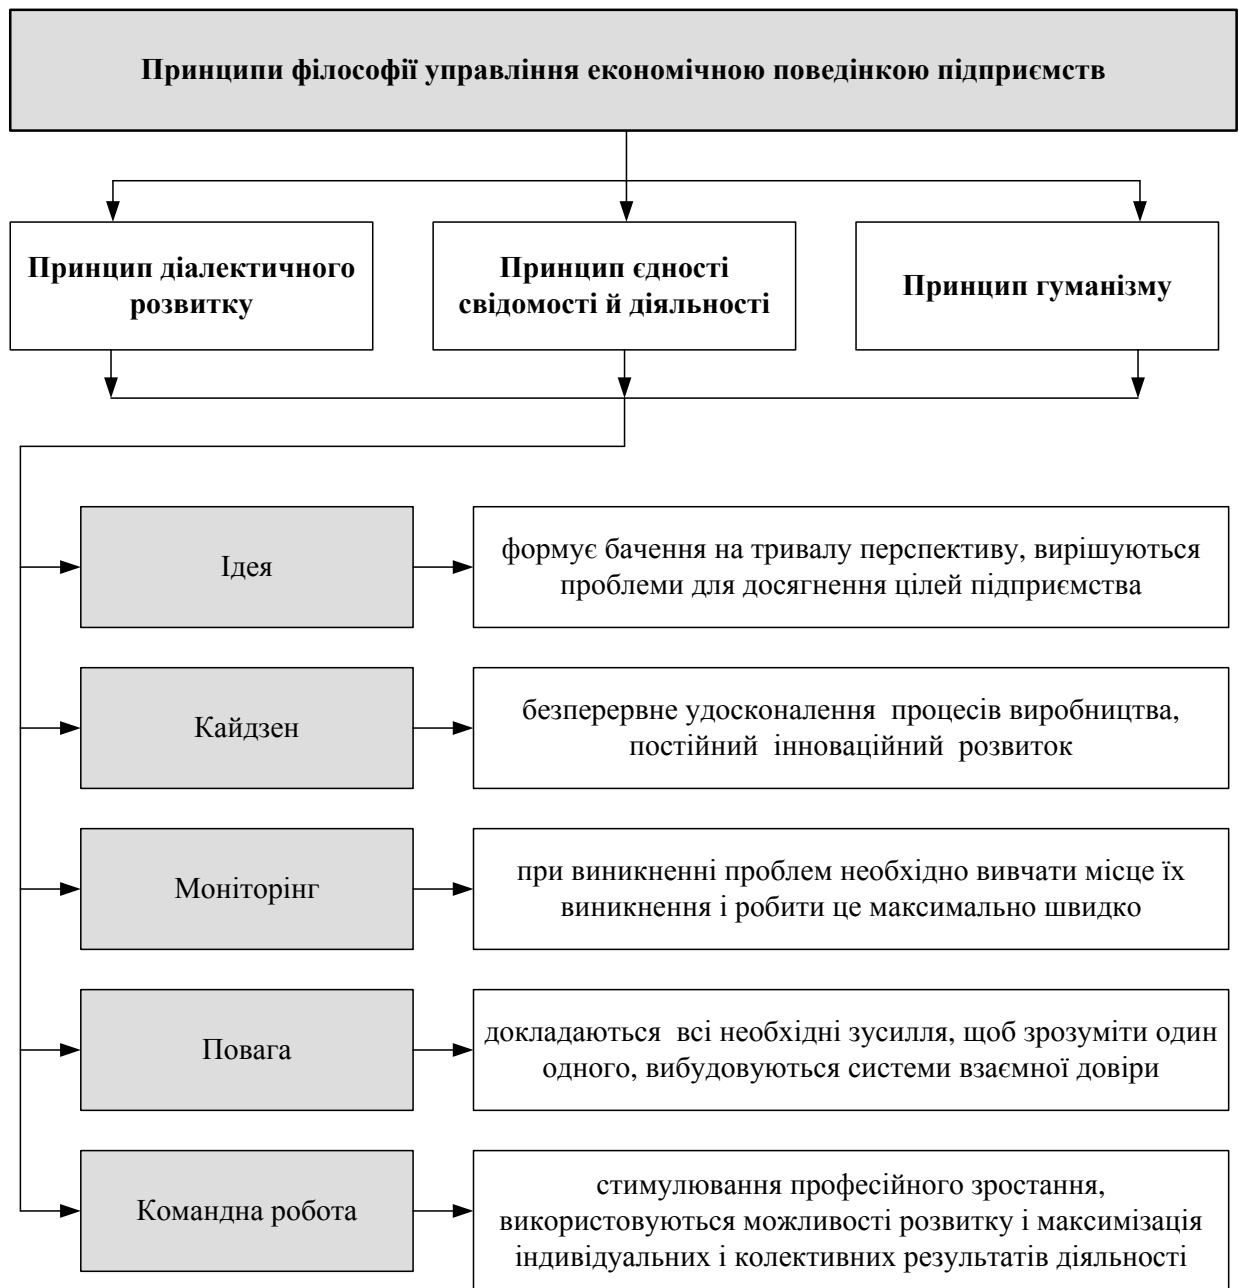 Принципи філософії управління економічною поведінкою підприємств
Принцип діалектичного
розвитку
Принцип єдності
свідомості й діяльності
Принцип гуманізму
Ідея
формує бачення на тривалу перспективу, вирішуються
проблеми для досягнення цілей підприємства
Кайдзен
безперервне удосконалення процесів виробництва,
постійний інноваційний розвиток
Моніторінг
при виникненні проблем необхідно вивчати місце їх
виникнення і робити це максимально швидко
Повага
докладаються всі необхідні зусилля, щоб зрозуміти один
одного, вибудовуються системи взаємної довіри
Командна робота
стимулювання професійного зростання,
використовуються можливості розвитку і максимізація
індивідуальних і колективних результатів діяльності